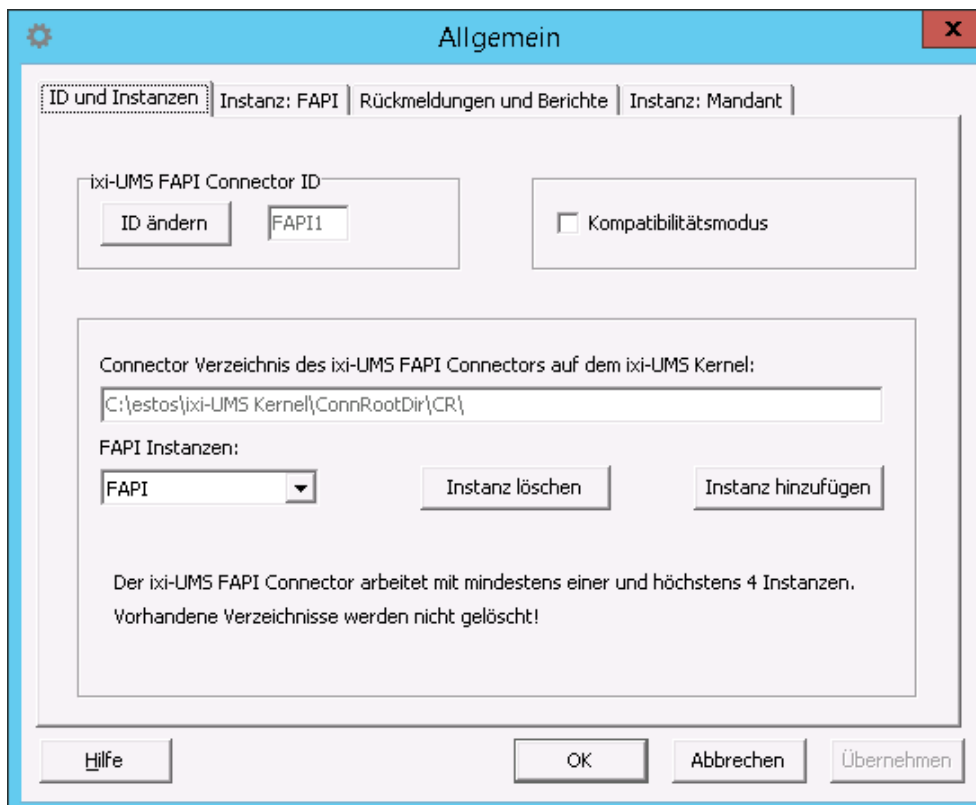 Allgemein
x
ID und Instanzen
Instanz: FAPI
Rückmeldungen und Berichte
Instanz: Mandant
ixi-UMS FAPI Connector ID
ID ändern
FAPI1
Kompatibilitätsmodus
Connector Verzeichnis des ixi-UMS FAPI Connectors auf dem ixi-UMS Kernel:
C:\estos\ixi-UMS Kernel\ConnRootDir\CR\
FAPI Instanzen:
FAPI
Instanz löschen
Instanz hinzufügen
Der ixi-UMS FAPI Connector arbeitet mit mindestens einer und höchstens 4 Instanzen.
Vorhandene Verzeichnisse werden nicht gelöscht!
Hilfe
OK
Abbrechen
Übernehmen